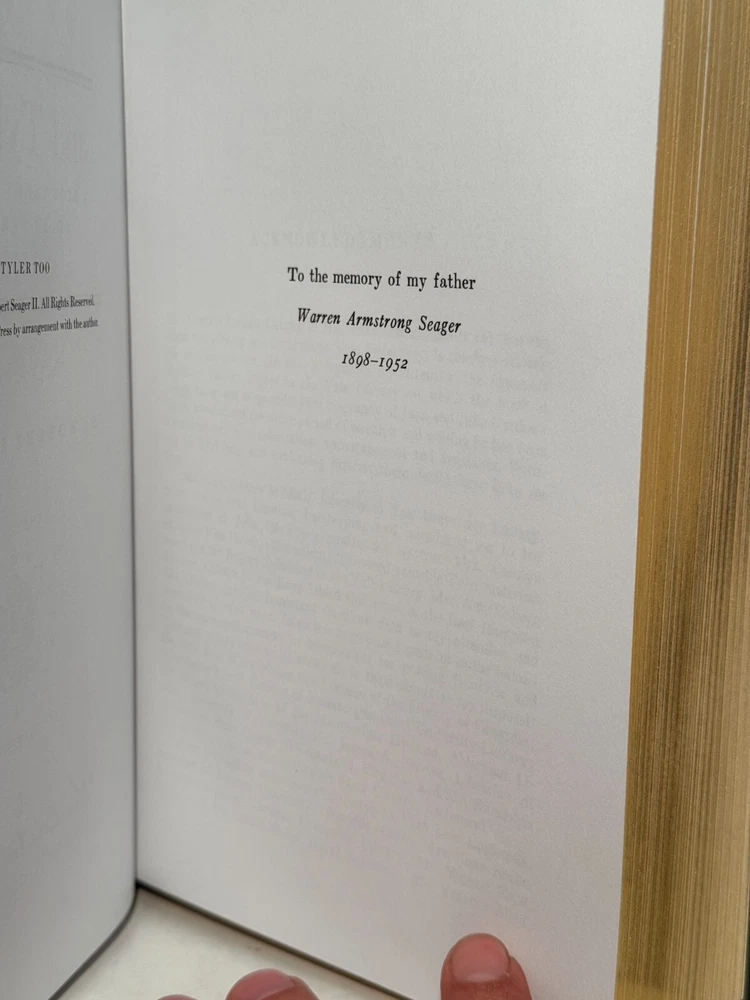 TYLER TOO
ert Seager II. All Rights Reserved.
ress by arrangement with the author.
To the memory of my father
Warren Armstrong Seager
1898–1952